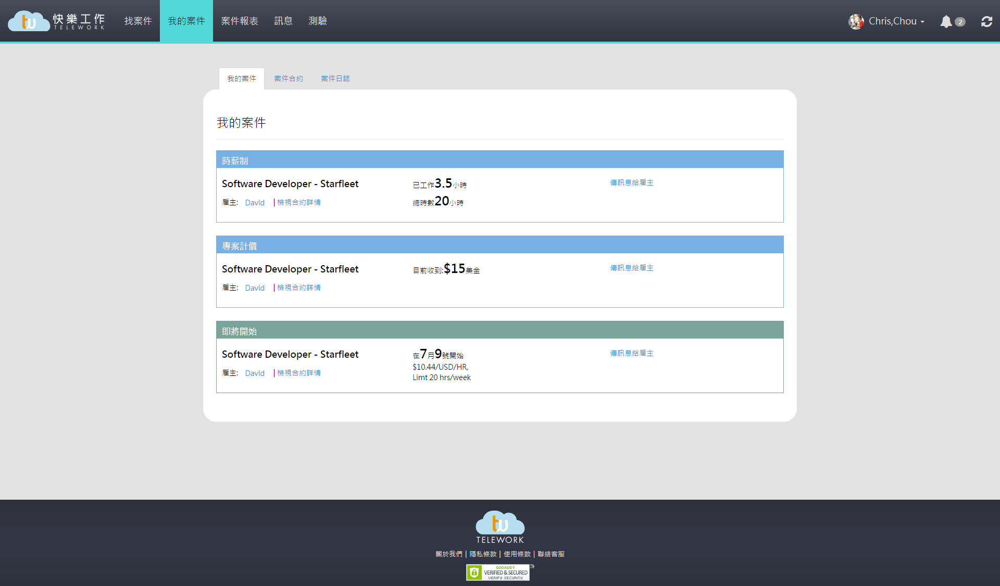 tw 快樂工作 TELEWORK 找案件 我的案件 案件報表 訊息 測驗 Chris,Chou 2
我的案件 案件合約 案件日誌
我的案件
時薪制
Software Developer - Starfleet 已工作3.5小時 傳訊息給雇主
雇主: David |檢視合約詳情 總時數20小時
專案計價
Software Developer - Starfleet 目前收到:$15美金 傳訊息給雇主
雇主: David |檢視合約詳情
即將開始
Software Developer - Starfleet 在7月9號開始 傳訊息給雇主
雇主: David |檢視合約詳情 $10.44/USD/HR,
Limt 20 hrs/week
tw
TELEWORK
關於我們 | 隱私條款 | 使用條款 | 聯絡客服
GODADDY
VERIFIED & SECURED
VERIFY SECURITY